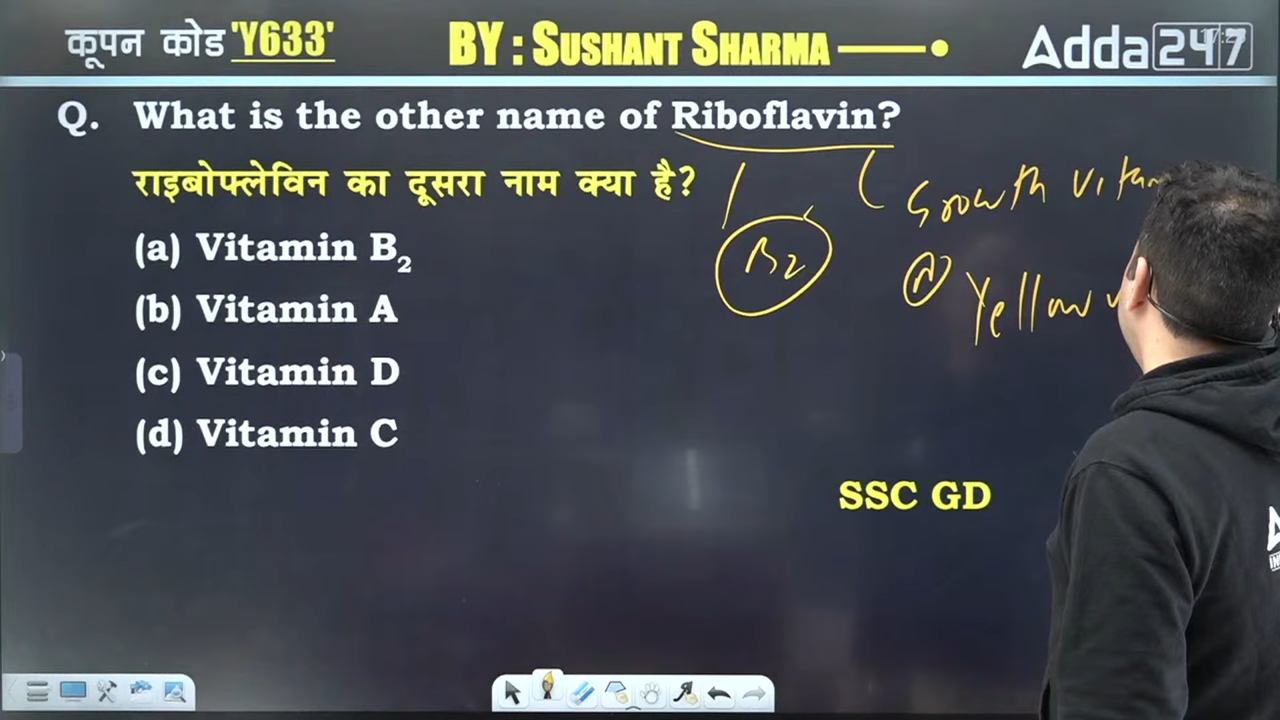 कूपन कोड 'Y633' BY : SUSHANT SHARMA Adda247
Q. What is the other name of Riboflavin?
राइबोफ्लेविन का दूसरा नाम क्या है?
Growth
B2
Yellow
(a) Vitamin B₂
(b) Vitamin A
(c) Vitamin D
(d) Vitamin C
SSC GD